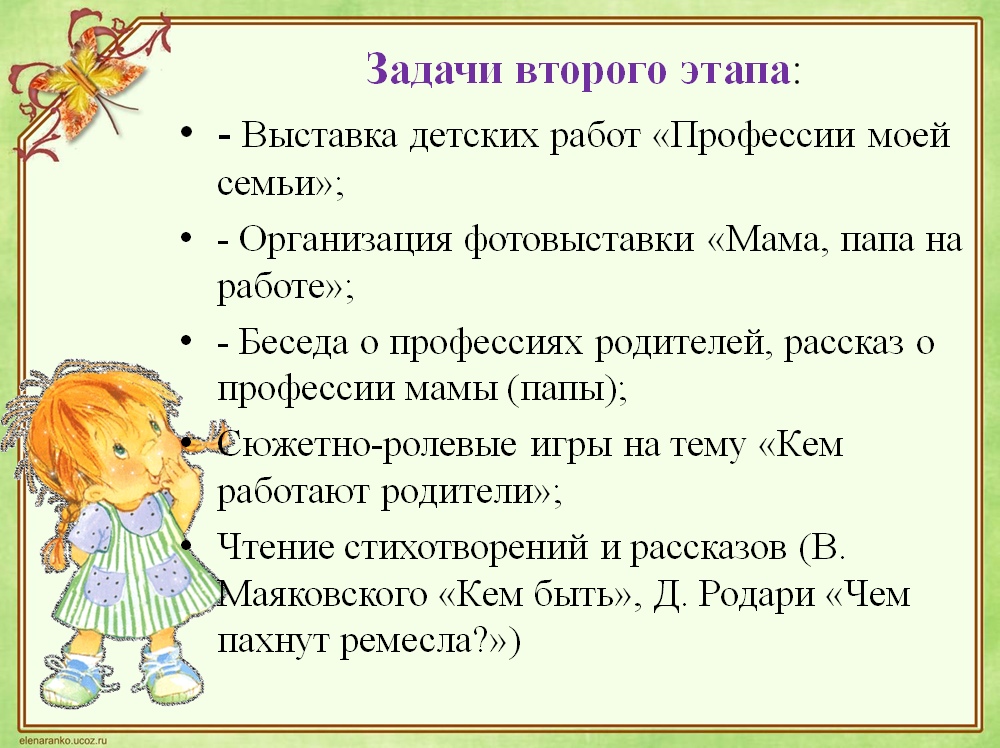 Задачи второго этапа:
• - Выставка детских работ «Профессии моей
семьи»;
• - Организация фотовыставки «Мама, папа на
работе»;
• - Беседа о профессиях родителей, рассказ о
профессии мамы (папы);
• Сюжетно-ролевые игры на тему «Кем
работают родители»;
• Чтение стихотворений и рассказов (В.
Маяковского «Кем быть», Д. Родари «Чем
пахнут ремесла?»)
elenaranko.ucoz.ru